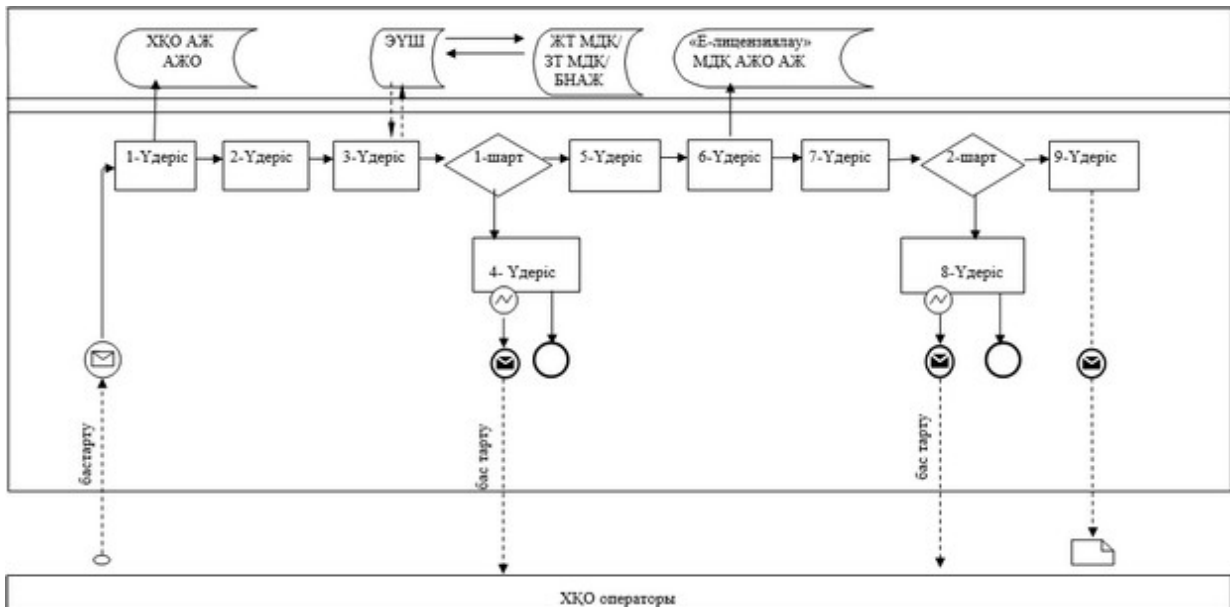 ХҚО АЖ
АЖО
ЭҮШ
ЖТ МДК/
ЗТ МДК/
БНАЖ
«Е-лицензиялау»
МДҚ АЖО АЖ
1-Үдеріс
2-Үдеріс
3-Үдеріс
1-шарт
5-Үдеріс
6-Үдеріс
7-Үдеріс
2-шарт
9-Үдеріс
4- Үдеріс
8-Үдеріс
бастарту
бас тарту
бас тарту
ХҚО операторы